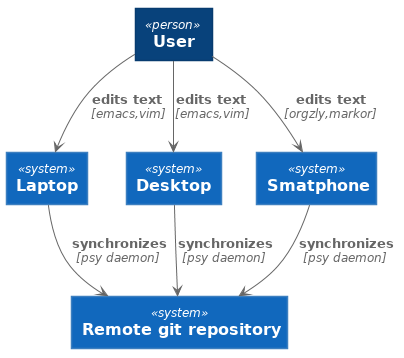 «person»
User
edits text
[emacs,vim]
edits text
[emacs,vim]
edits text
[orgzly,markor]
«system»
Laptop
«system»
Desktop
«system»
Smatphone
synchronizes
[psy daemon]
synchronizes
[psy daemon]
synchronizes
[psy daemon]
«system»
Remote git repository